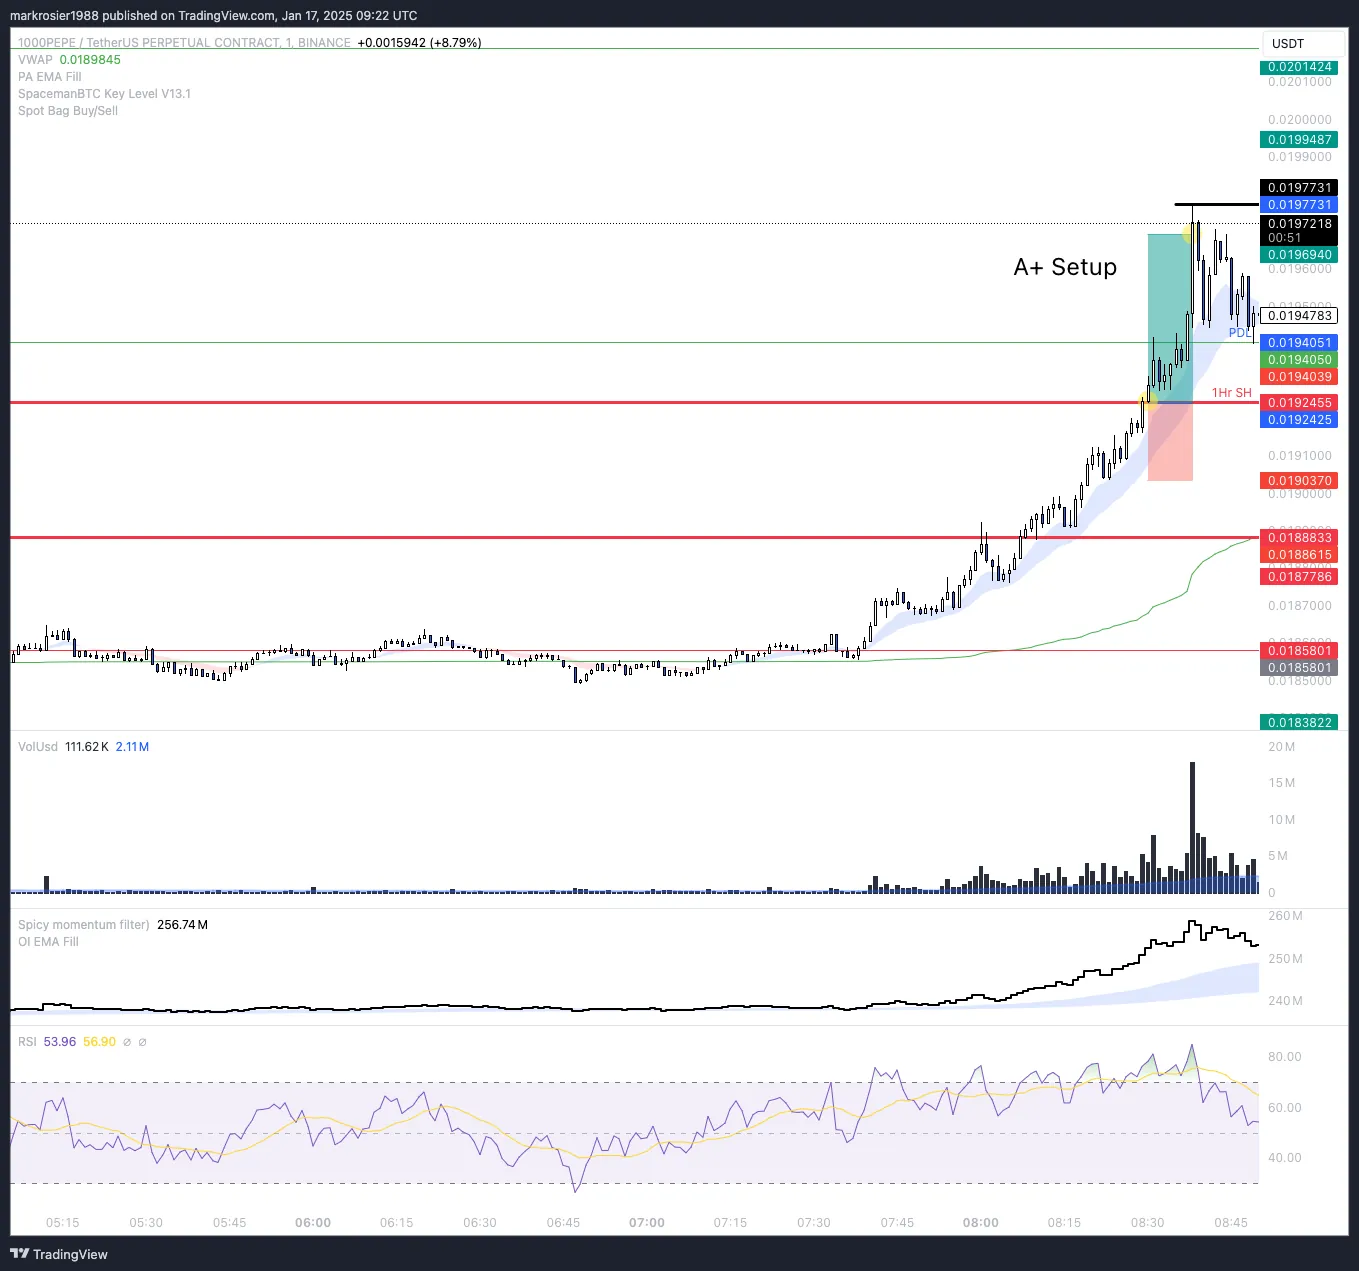 markrosier1988 published on TradingView.com, Jan 17, 2025 09:22 UTC
1000PEPE / TetherUS PERPETUAL CONTRACT, 1, BINANCE +0.0015942 (+8.79%)
USDT
VWAP 0.0189845
PA EMA Fill
SpacemanBTC Key Level V13.1
Spot Bag Buy/Sell
0.0201424
0.0201000
0.0200000
0.0199487
0.0199000
0.0197731
0.0197731
0.0197218
00:51
0.0196940
A+ Setup
0.0196000
0.0195000
0.0194783
PDL
0.0194051
0.0194050
0.0194039
1Hr SH
0.0192455
0.0192425
0.0191000
0.0190370
0.0190000
0.0188833
0.0188615
0.0187786
0.0187000
0.0185801
0.0185801
0.0185000
0.0183822
VolUsd 111.62 K 2.11 M
20 M
15 M
10 M
5 M
0
Spicy momentum filter) 256.74 M
OI EMA Fill
260 M
250 M
240 M
RSI 53.96 56.90 ∅ ∅
80.00
60.00
40.00
05:15 05:30 05:45 06:00 06:15 06:30 06:45 07:00 07:15 07:30 07:45 08:00 08:15 08:30 08:45
TradingView